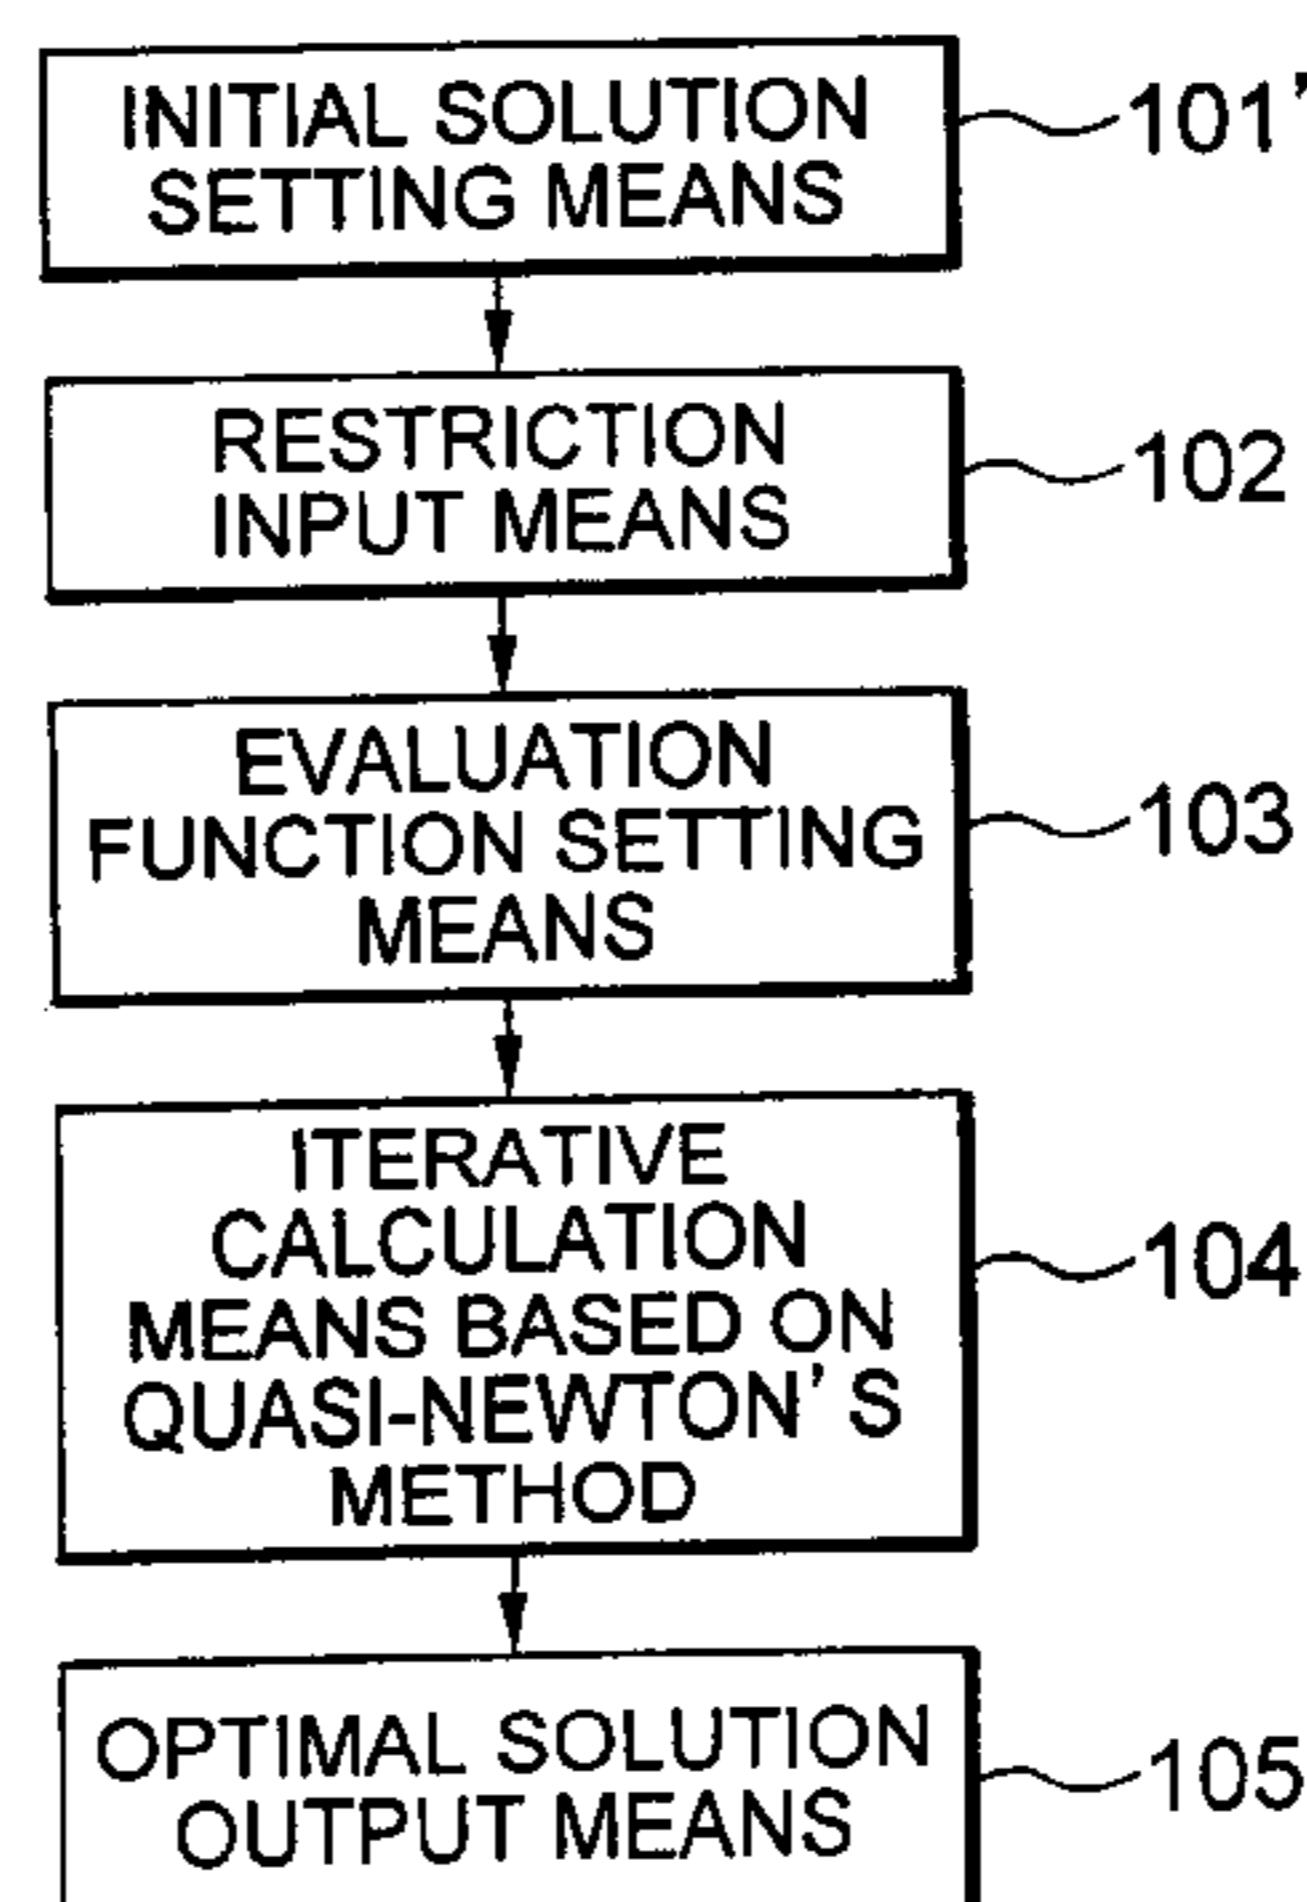 INITIAL SOLUTION
SETTING MEANS
101'
RESTRICTION
INPUT MEANS
102
EVALUATION
FUNCTION SETTING
MEANS
103
ITERATIVE
CALCULATION
MEANS BASED ON
QUASI-NEWTON'S
METHOD
104
OPTIMAL SOLUTION
OUTPUT MEANS
105